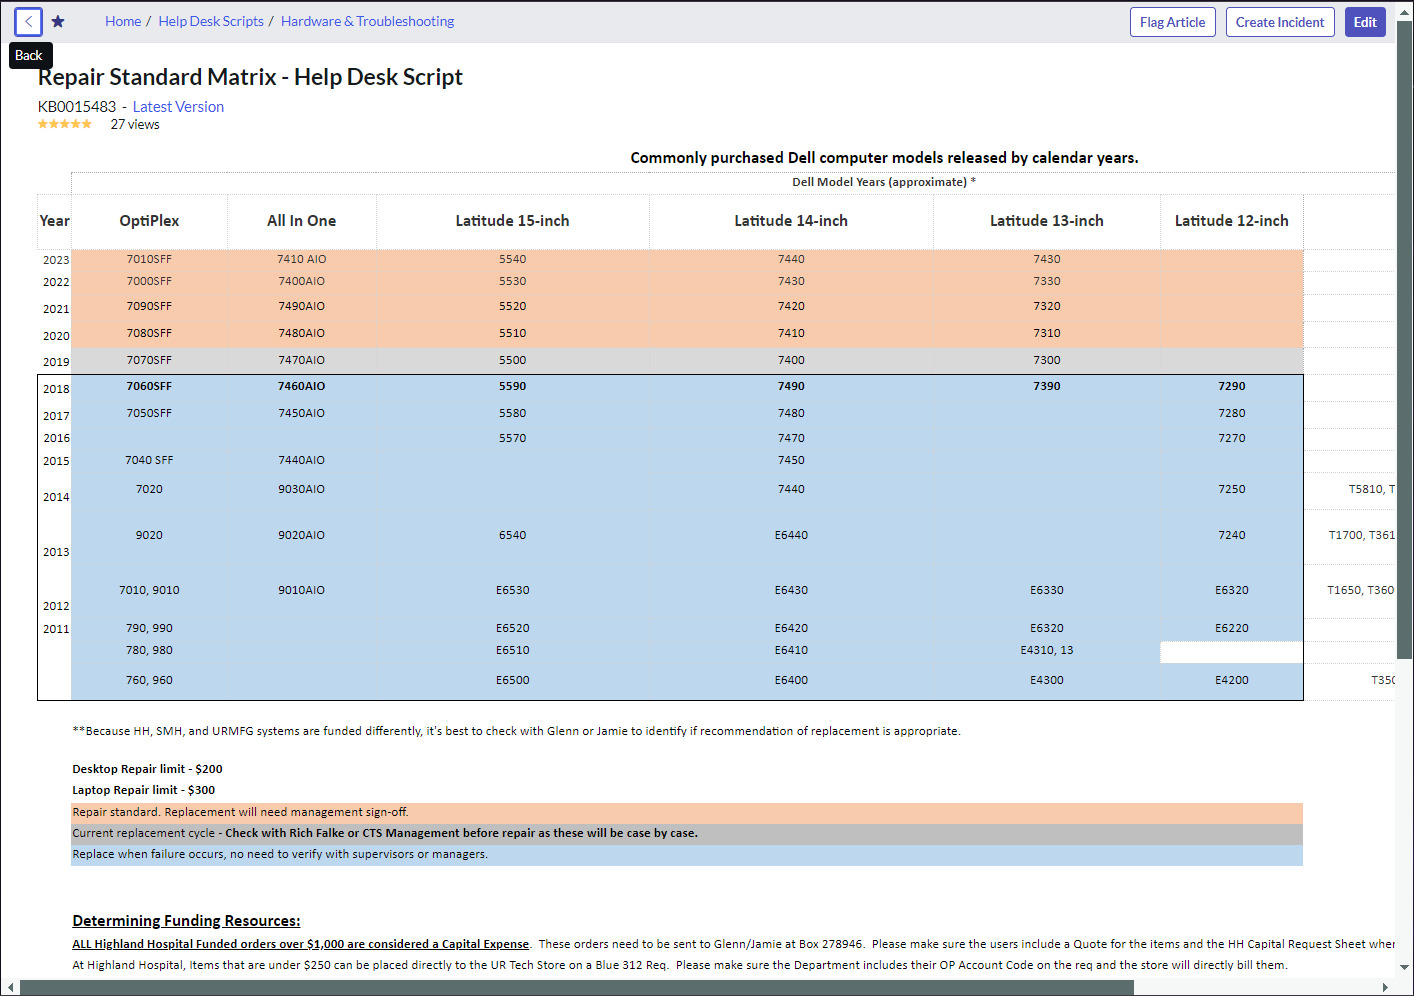 Home / Help Desk Scripts / Hardware & Troubleshooting
Flag Article Create Incident Edit
Back
Repair Standard Matrix - Help Desk Script
KB0015483 - Latest Version
27 views
Commonly purchased Dell computer models released by calendar years.
Dell Model Years (approximate) *
Year OptiPlex All In One Latitude 15-inch Latitude 14-inch Latitude 13-inch Latitude 12-inch
2023 7010SFF 7410 AIO 5540 7440 7430
2022 7000SFF 7400AIO 5530 7430 7330
2021 7090SFF 7490AIO 5520 7420 7320
2020 7080SFF 7480AIO 5510 7410 7310
2019 7070SFF 7470AIO 5500 7400 7300
2018 7060SFF 7460AIO 5590 7490 7390 7290
2017 7050SFF 7450AIO 5580 7480 7280
2016 5570 7470 7270
2015 7040 SFF 7440AIO 7450
2014 7020 9030AIO 7440 7250 T5810, T
2013 9020 9020AIO 6540 E6440 7240 T1700, T361
2012 7010, 9010 9010AIO E6530 E6430 E6330 E6320 T1650, T360
2011 790, 990 E6520 E6420 E6320 E6220
780, 980 E6510 E6410 E4310, 13
760, 960 E6500 E6400 E4300 E4200 T350
**Because HH, SMH, and URMFG systems are funded differently, it's best to check with Glenn or Jamie to identify if recommendation of replacement is appropriate.
Desktop Repair limit - $200
Laptop Repair limit - $300
Repair standard. Replacement will need management sign-off.
Current replacement cycle - Check with Rich Falke or CTS Management before repair as these will be case by case.
Replace when failure occurs, no need to verify with supervisors or managers.
Determining Funding Resources:
ALL Highland Hospital Funded orders over $1,000 are considered a Capital Expense.  These orders need to be sent to Glenn/Jamie at Box 278946.  Please make sure the users include a Quote for the items and the HH Capital Request Sheet wher
At Highland Hospital, Items that are under $250 can be placed directly to the UR Tech Store on a Blue 312 Req.  Please make sure the Department includes their OP Account Code on the req and the store will directly bill them.